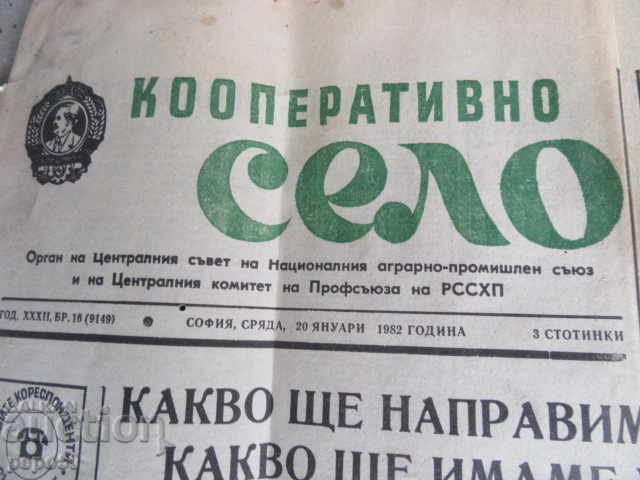 КООПЕРАТИВНО
село
Орган на Централния съвет на Националния аграрно-промишлен съюз
и на Централния комитет на Профсъюза на РССХП
ГОД. XXXII, БР. 16 (9149)
СОФИЯ, СРЯДА, 20 ЯНУАРИ 1982 ГОДИНА
3 СТОТИНКИ
КАКВО ЩЕ НАПРАВИМ
КАКВО ЩЕ ИМАМЕ
КОРЕСПОНДЕНТИ